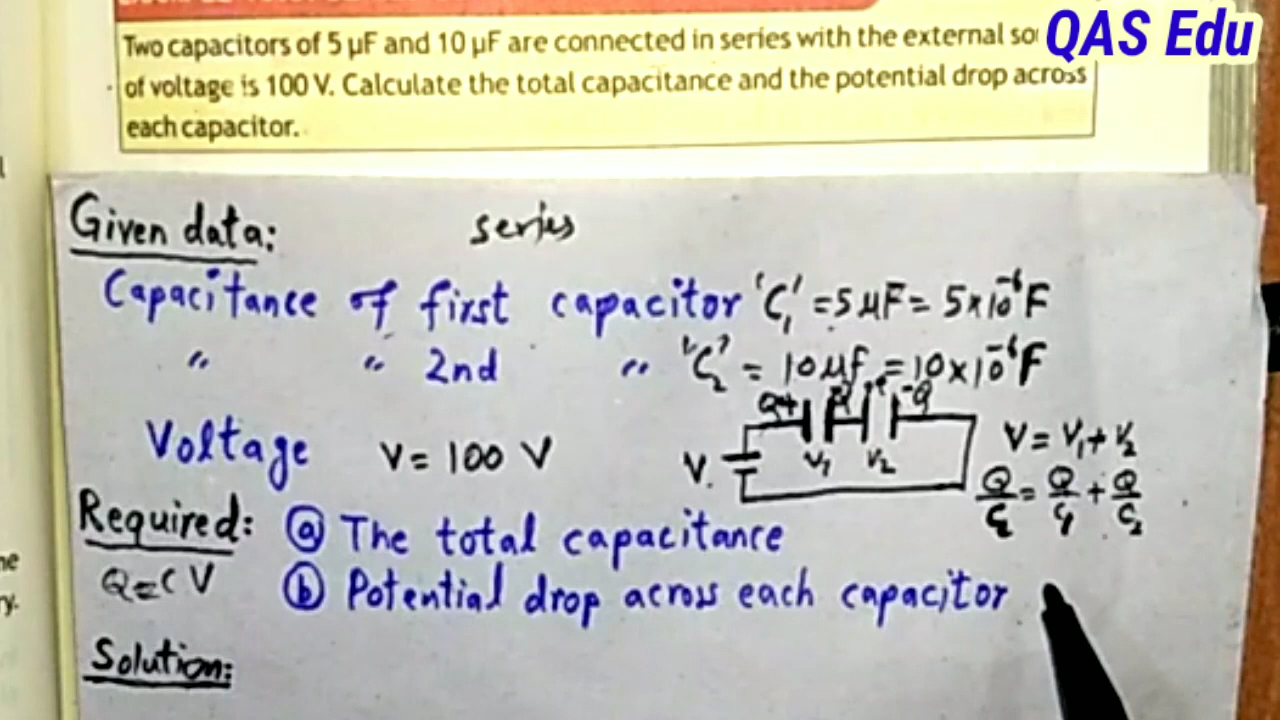 QAS Edu
Two capacitors of 5 μF and 10 μF are connected in series with the external
of voltage is 100 V. Calculate the total capacitance and the potential drop across
each capacitor.
Given data: series
Capacitance of first capacitor 'C₁' = 5 μF = 5×10⁻⁶F
" " 2nd " 'C₂' = 10 μf = 10×10⁻⁶F
Q+ -Q
Voltage V = 100 V
V V₁ V₂
V = V₁ + V₂
Q/C = Q/C₁ + Q/C₂
Required: ⓐ The total capacitance
Q = CV ⓑ Potential drop across each capacitor
Solution: